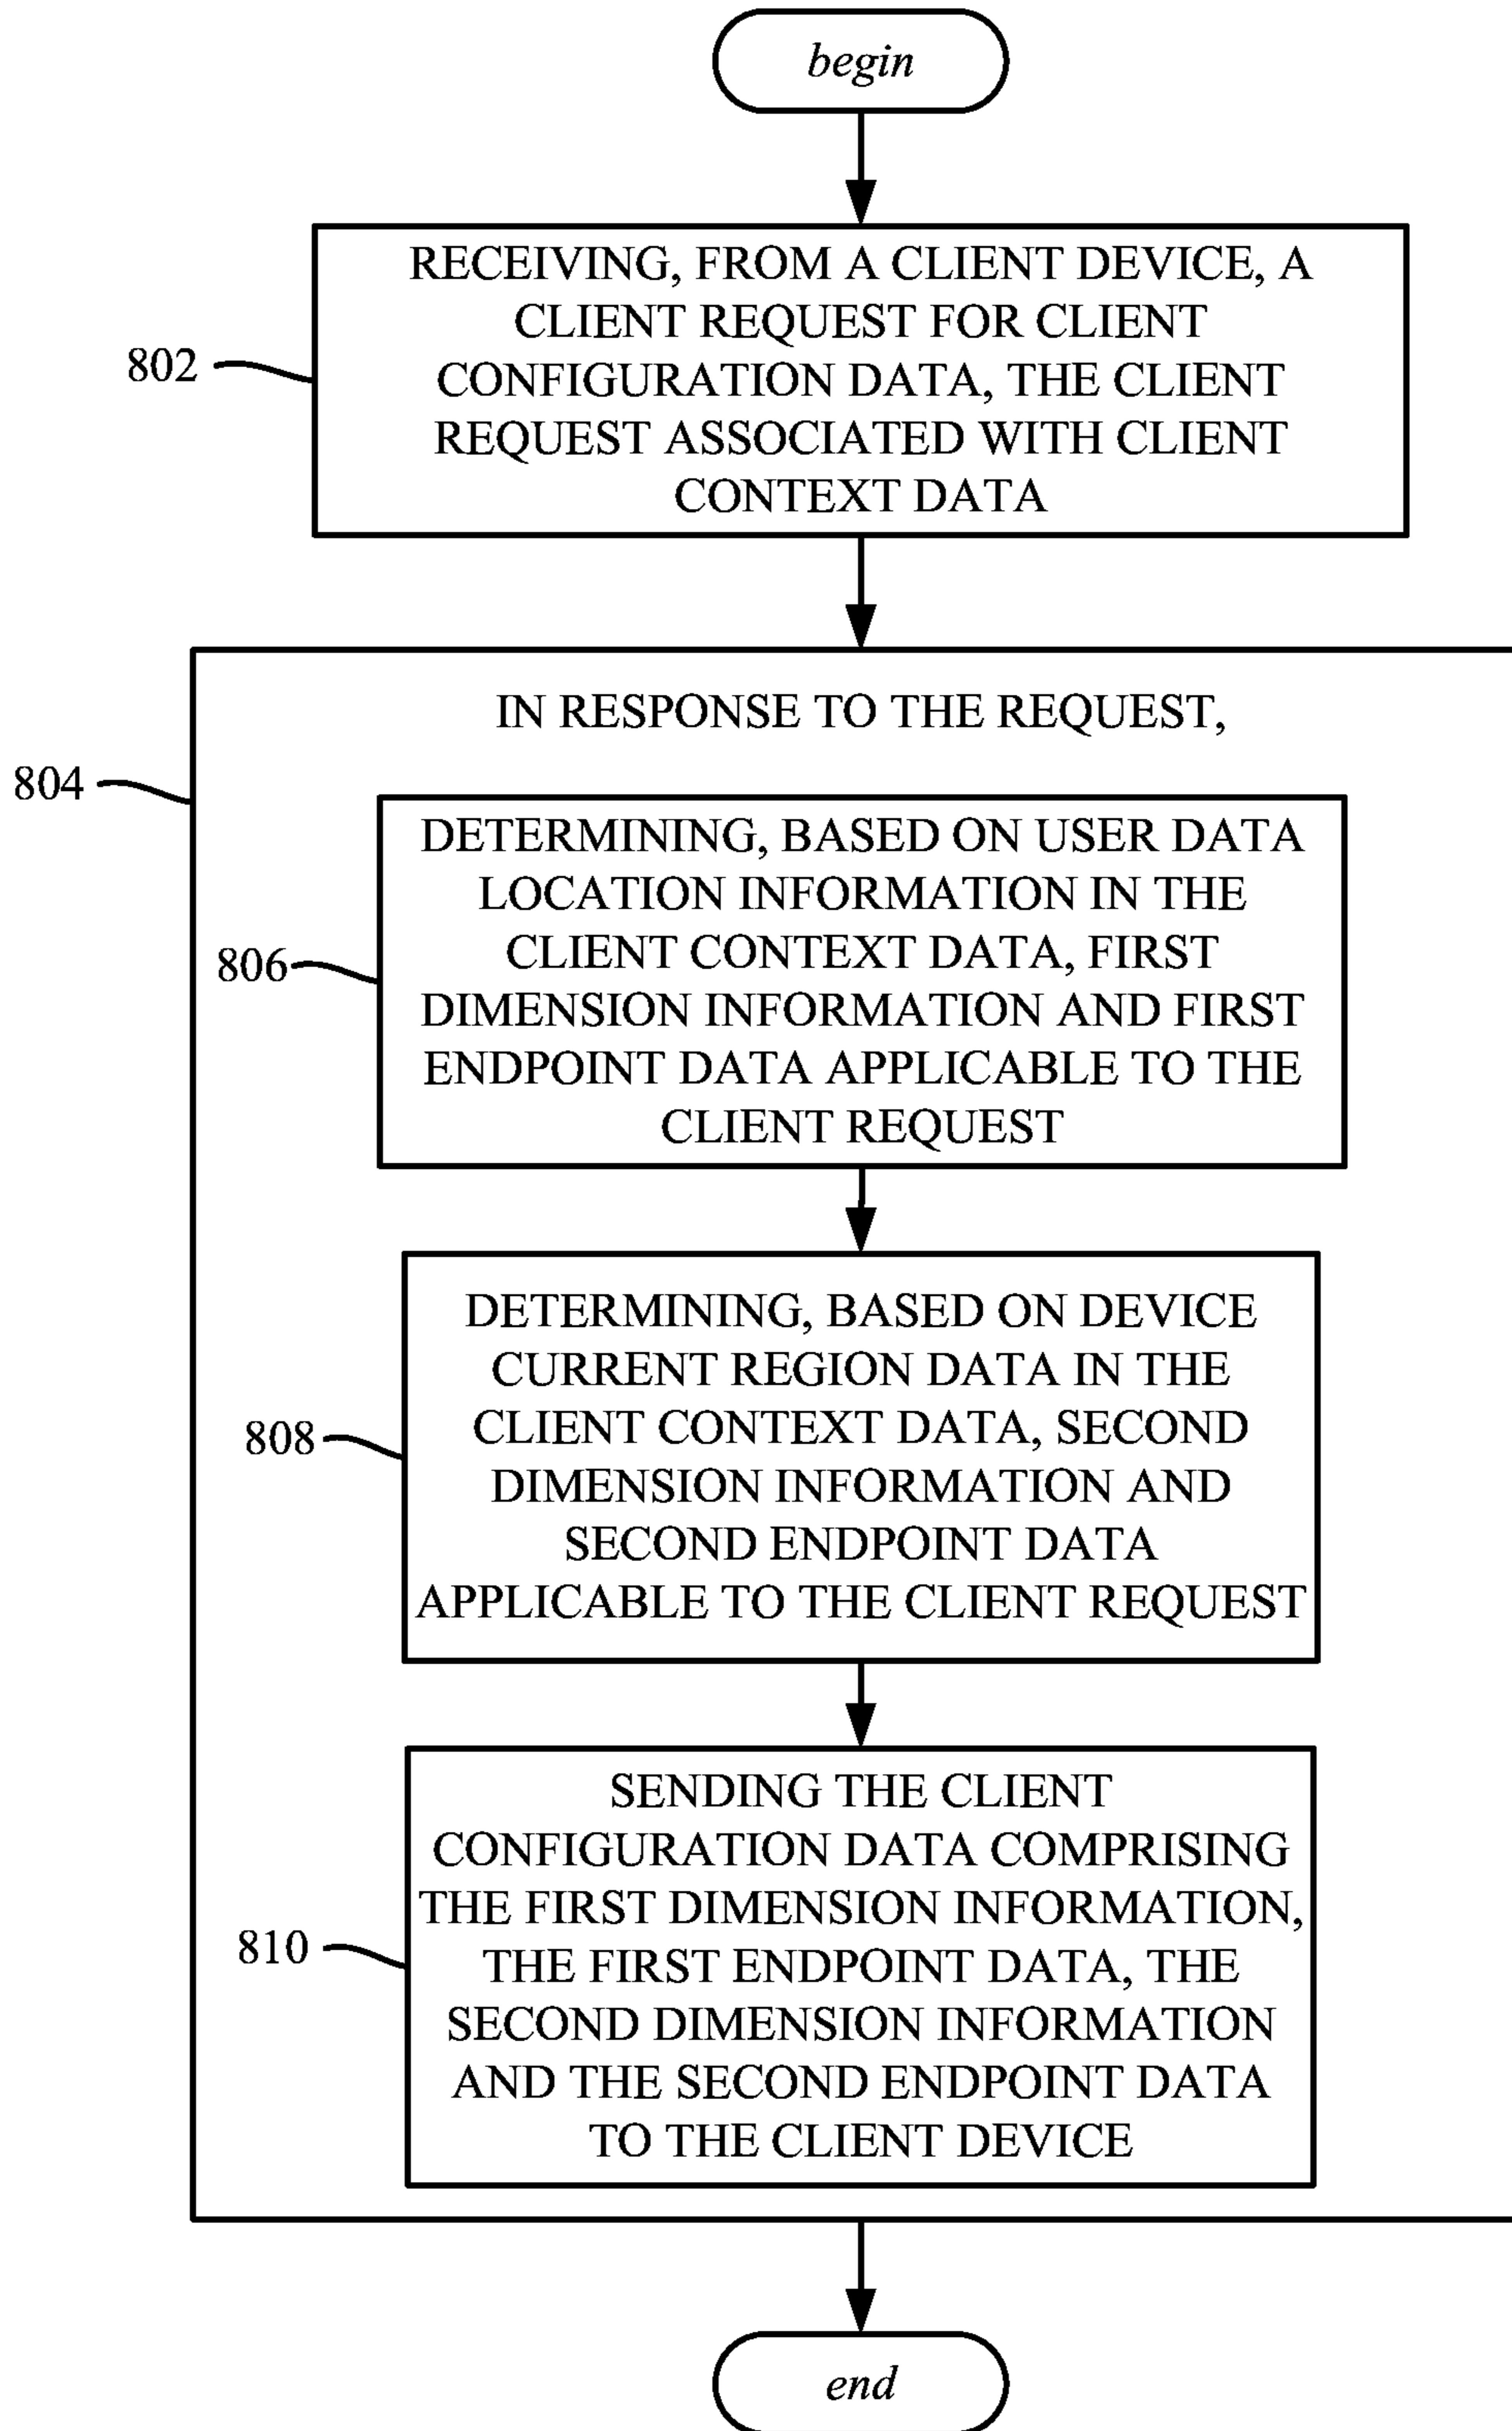 begin
RECEIVING, FROM A CLIENT DEVICE, A
CLIENT REQUEST FOR CLIENT
CONFIGURATION DATA, THE CLIENT
REQUEST ASSOCIATED WITH CLIENT
CONTEXT DATA
802
IN RESPONSE TO THE REQUEST,
804
DETERMINING, BASED ON USER DATA
LOCATION INFORMATION IN THE
CLIENT CONTEXT DATA, FIRST
DIMENSION INFORMATION AND FIRST
ENDPOINT DATA APPLICABLE TO THE
CLIENT REQUEST
806
DETERMINING, BASED ON DEVICE
CURRENT REGION DATA IN THE
CLIENT CONTEXT DATA, SECOND
DIMENSION INFORMATION AND
SECOND ENDPOINT DATA
APPLICABLE TO THE CLIENT REQUEST
808
SENDING THE CLIENT
CONFIGURATION DATA COMPRISING
THE FIRST DIMENSION INFORMATION,
THE FIRST ENDPOINT DATA, THE
SECOND DIMENSION INFORMATION
AND THE SECOND ENDPOINT DATA
TO THE CLIENT DEVICE
810
end